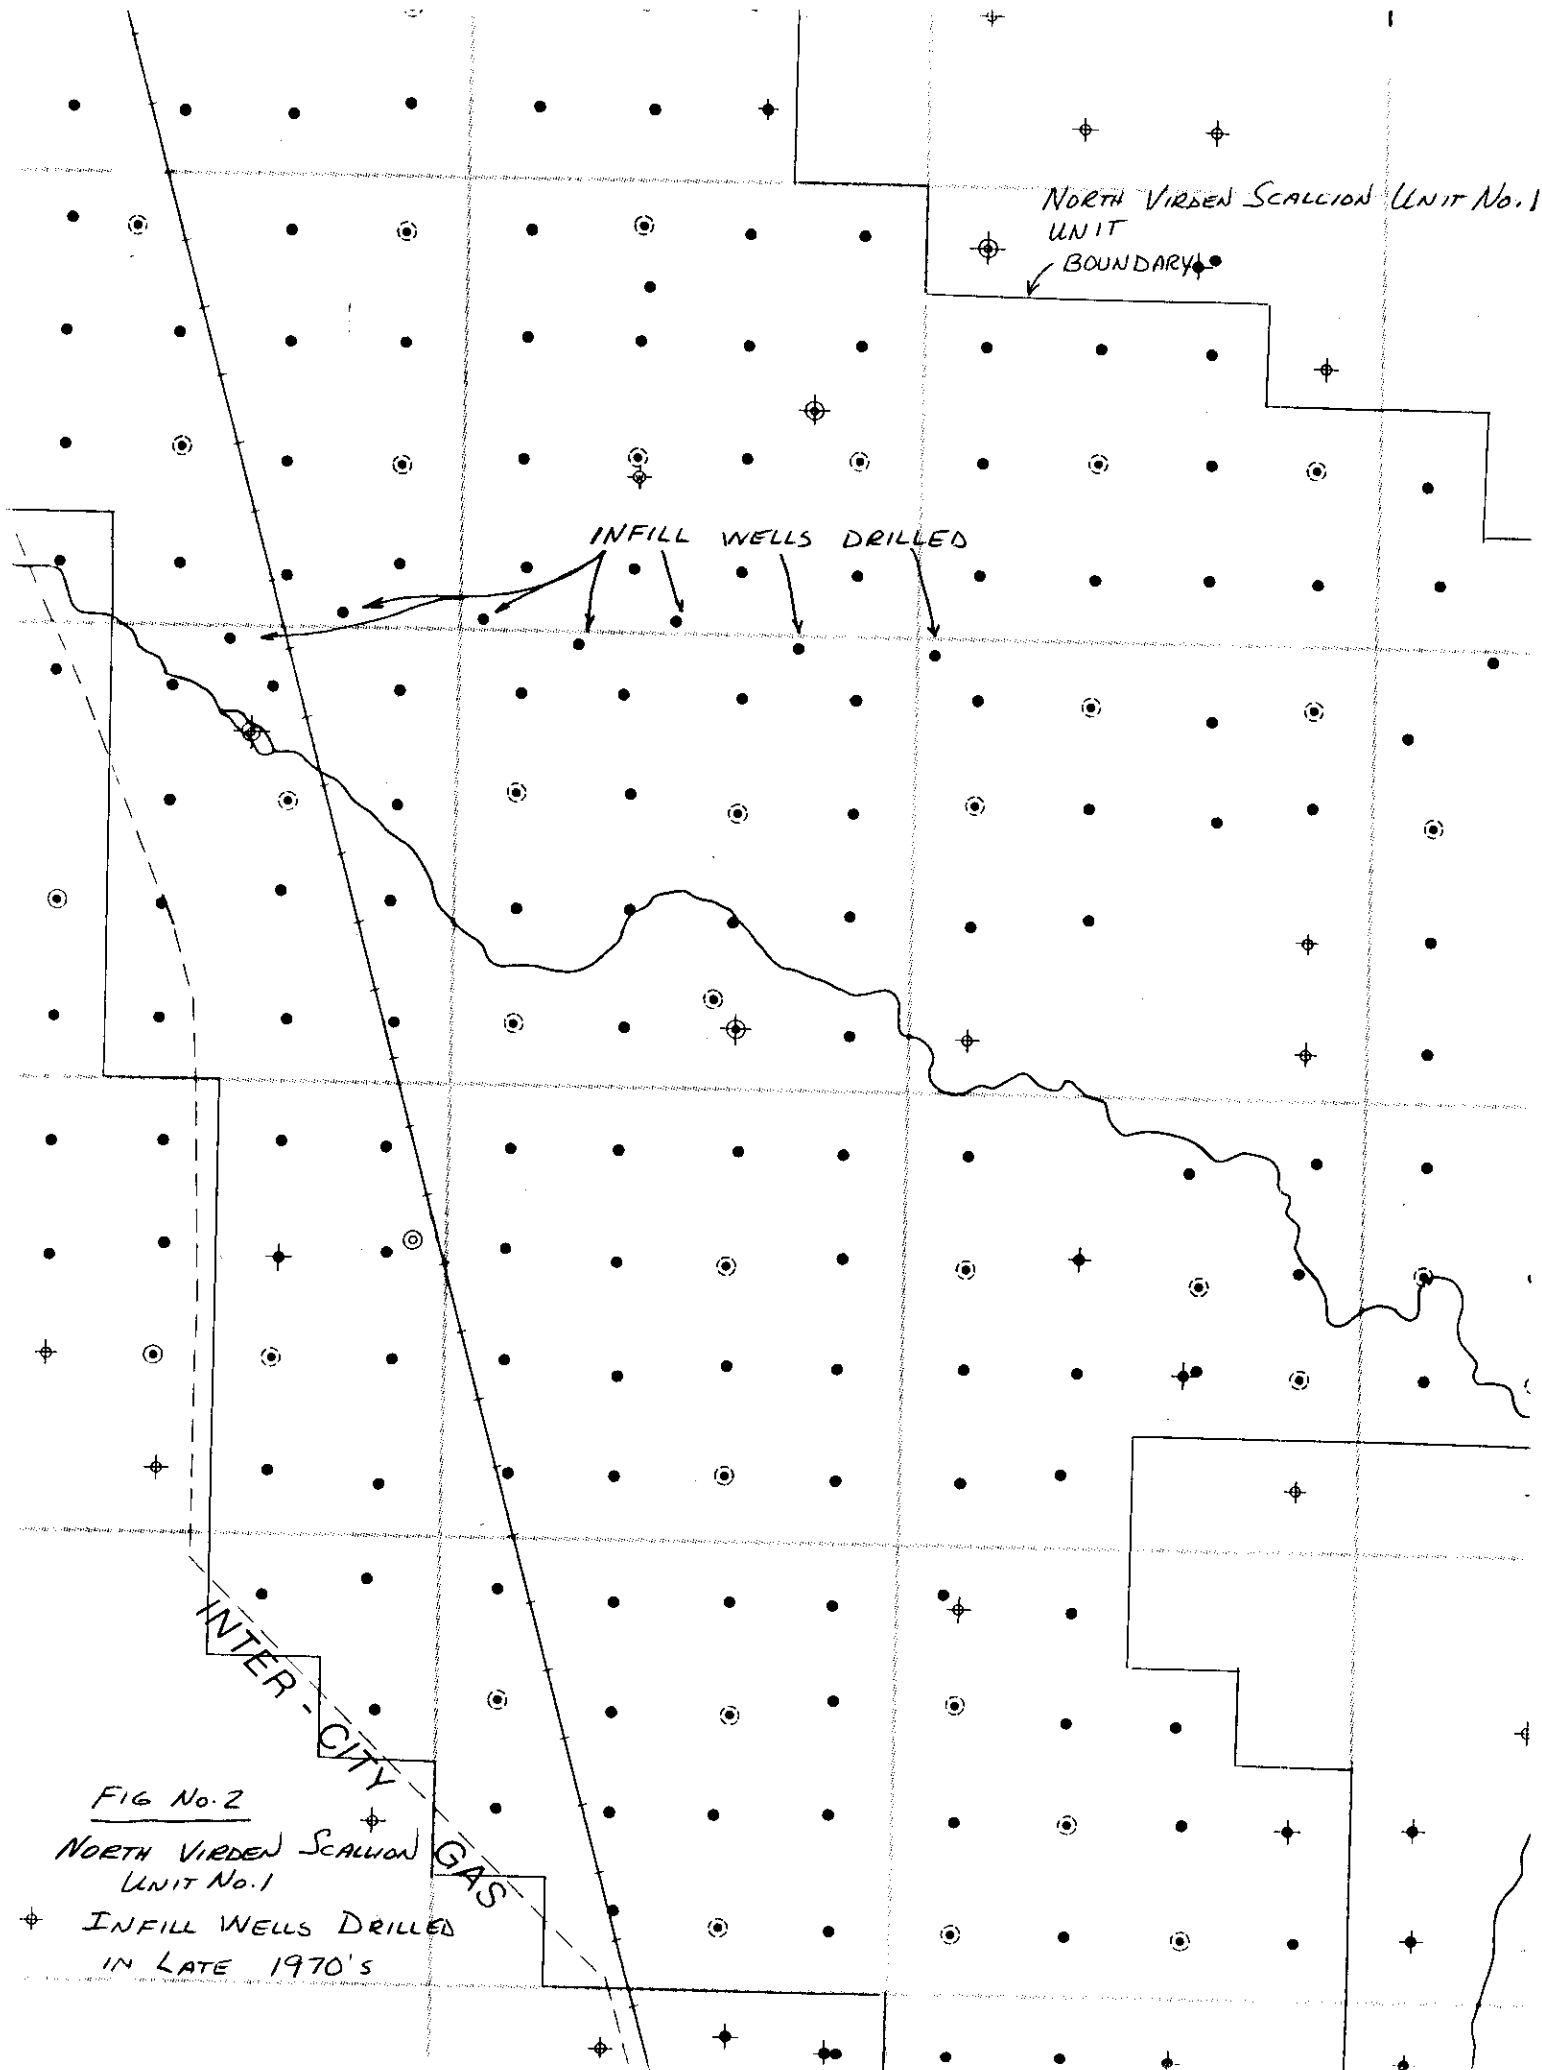 NORTH VIRDEN SCALLION UNIT No.1
UNIT
BOUNDARY
INFILL WELLS DRILLED
INTER-CITY GAS
FIG No.2
NORTH VIRDEN SCALLION
UNIT No.1
INFILL WELLS DRILLED
IN LATE 1970's